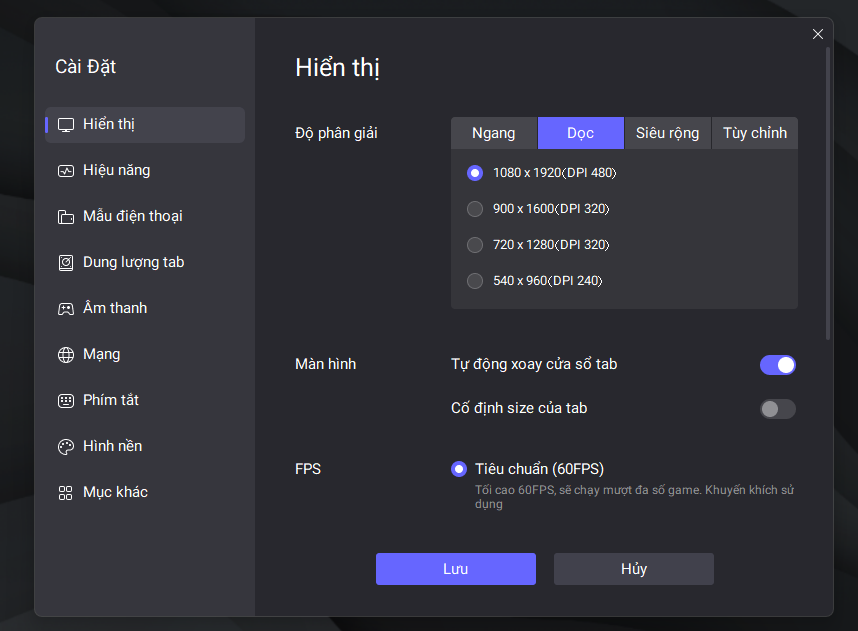 Cài Đặt
Hiển thị
Hiệu năng
Mẫu điện thoại
Dung lượng tab
Âm thanh
Mạng
Phím tắt
Hình nền
Mục khác
Hiển thị
Độ phân giải
Ngang
Dọc
Siêu rộng
Tùy chỉnh
1080 x 1920(DPI 480)
900 x 1600(DPI 320)
720 x 1280(DPI 320)
540 x 960(DPI 240)
Màn hình
Tự động xoay cửa sổ tab
Cố định size của tab
FPS
Tiêu chuẩn (60FPS)
Tối cao 60FPS, sẽ chạy mượt đa số game. Khuyến khích sử
dụng
Lưu
Hủy